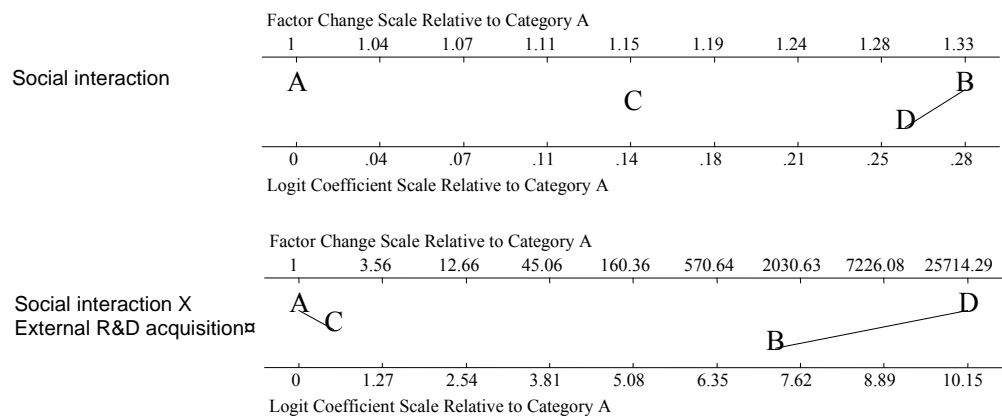 Factor Change Scale Relative to Category A
1 1.04 1.07 1.11 1.15 1.19 1.24 1.28 1.33
Social interaction
A C D B
0 .04 .07 .11 .14 .18 .21 .25 .28
Logit Coefficient Scale Relative to Category A
Factor Change Scale Relative to Category A
1 3.56 12.66 45.06 160.36 570.64 2030.63 7226.08 25714.29
Social interaction X
External R&D acquisition¤
A C B D
0 1.27 2.54 3.81 5.08 6.35 7.62 8.89 10.15
Logit Coefficient Scale Relative to Category A